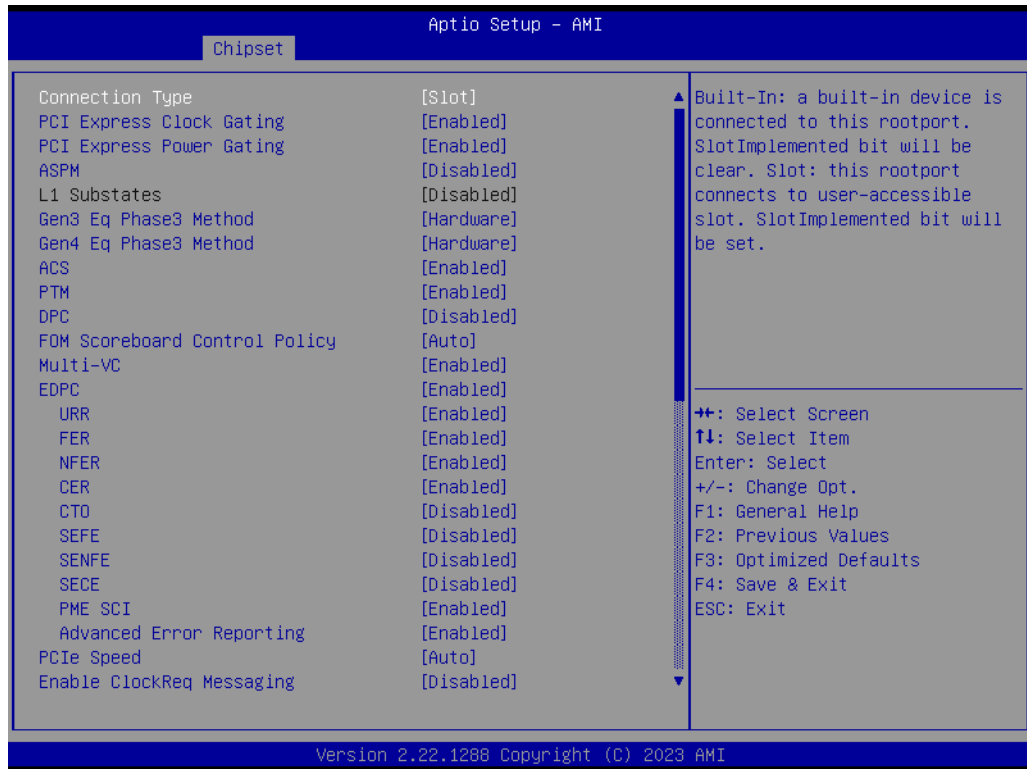 Aptio Setup – AMI
Chipset
Connection Type [Slot]
PCI Express Clock Gating [Enabled]
PCI Express Power Gating [Enabled]
ASPM [Disabled]
L1 Substates [Disabled]
Gen3 Eq Phase3 Method [Hardware]
Gen4 Eq Phase3 Method [Hardware]
ACS [Enabled]
PTM [Enabled]
DPC [Disabled]
FOM Scoreboard Control Policy [Auto]
Multi-VC [Enabled]
EDPC [Enabled]
URR [Enabled]
FER [Enabled]
NFER [Enabled]
CER [Enabled]
CTO [Disabled]
SEFE [Disabled]
SENFE [Disabled]
SECE [Disabled]
PME SCI [Enabled]
Advanced Error Reporting [Enabled]
PCIe Speed [Auto]
Enable ClockReq Messaging [Disabled]
Built-In: a built-in device is
connected to this rootport.
SlotImplemented bit will be
clear. Slot: this rootport
connects to user-accessible
slot. SlotImplemented bit will
be set.
→←: Select Screen
↑↓: Select Item
Enter: Select
+/-: Change Opt.
F1: General Help
F2: Previous Values
F3: Optimized Defaults
F4: Save & Exit
ESC: Exit
Version 2.22.1288 Copyright (C) 2023 AMI